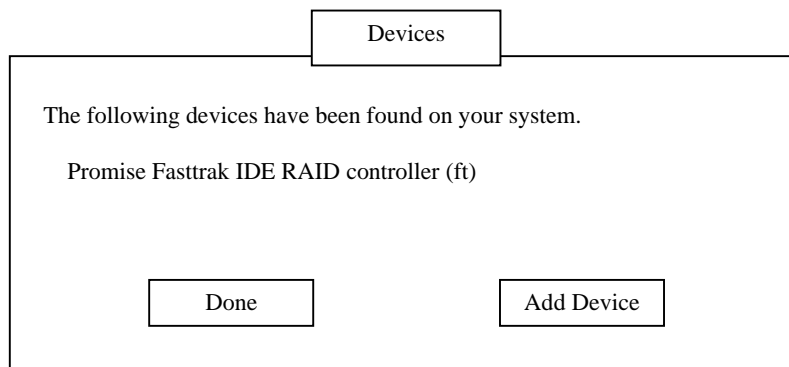 Devices
The following devices have been found on your system.
Promise Fasttrak IDE RAID controller (ft)
Done
Add Device